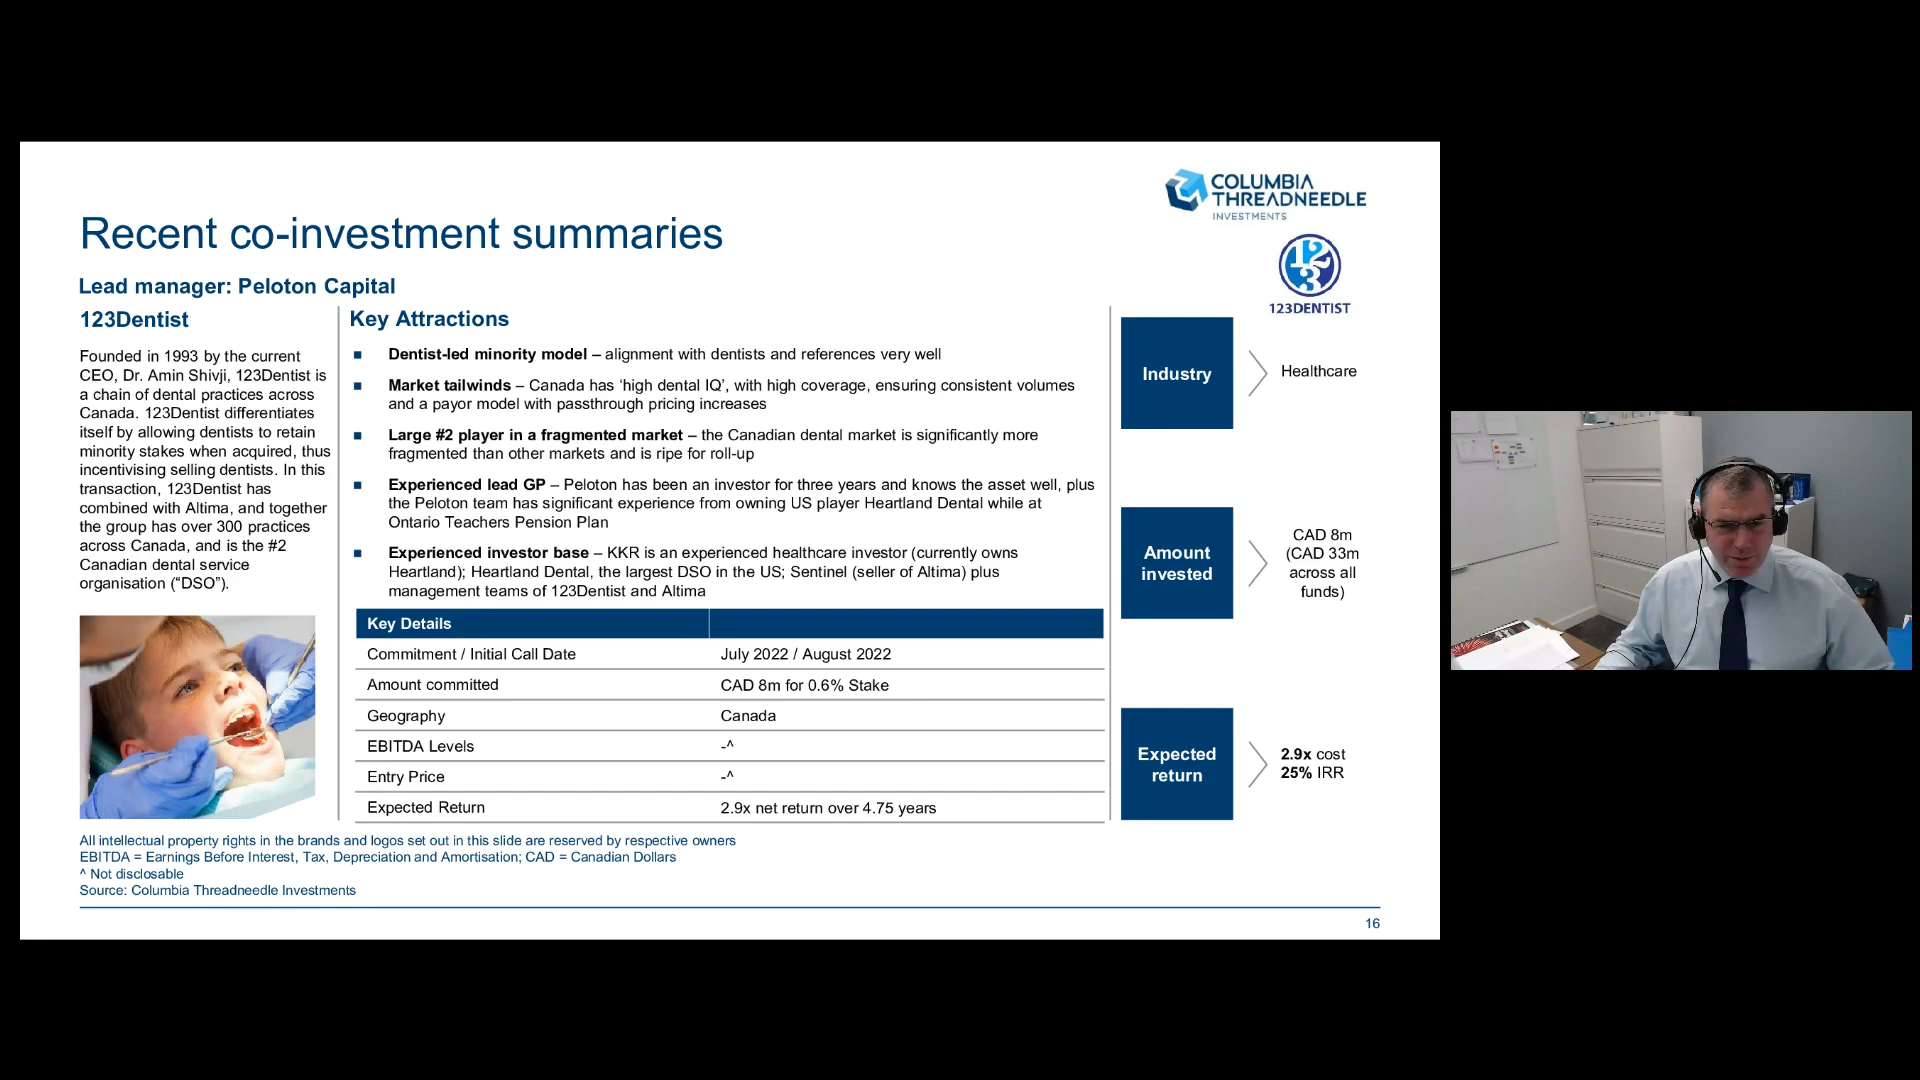 COLUMBIA
THREADNEEDLE
INVESTMENTS
Recent co-investment summaries
123
123DENTIST
Lead manager: Peloton Capital
123Dentist
Founded in 1993 by the current
CEO, Dr. Amin Shivji, 123Dentist is
a chain of dental practices across
Canada. 123Dentist differentiates
itself by allowing dentists to retain
minority stakes when acquired, thus
incentivising selling dentists. In this
transaction, 123Dentist has
combined with Altima, and together
the group has over 300 practices
across Canada, and is the #2
Canadian dental service
organisation (“DSO”).
Key Attractions
■ Dentist-led minority model – alignment with dentists and references very well
■ Market tailwinds – Canada has ‘high dental IQ’, with high coverage, ensuring consistent volumes
and a payor model with passthrough pricing increases
■ Large #2 player in a fragmented market – the Canadian dental market is significantly more
fragmented than other markets and is ripe for roll-up
■ Experienced lead GP – Peloton has been an investor for three years and knows the asset well, plus
the Peloton team has significant experience from owning US player Heartland Dental while at
Ontario Teachers Pension Plan
■ Experienced investor base – KKR is an experienced healthcare investor (currently owns
Heartland); Heartland Dental, the largest DSO in the US; Sentinel (seller of Altima) plus
management teams of 123Dentist and Altima
Key Details
Commitment / Initial Call Date July 2022 / August 2022
Amount committed CAD 8m for 0.6% Stake
Geography Canada
EBITDA Levels -^
Entry Price -^
Expected Return 2.9x net return over 4.75 years
Industry
Healthcare
Amount
invested
CAD 8m
(CAD 33m
across all
funds)
Expected
return
2.9x cost
25% IRR
All intellectual property rights in the brands and logos set out in this slide are reserved by respective owners
EBITDA = Earnings Before Interest, Tax, Depreciation and Amortisation; CAD = Canadian Dollars
^ Not disclosable
Source: Columbia Threadneedle Investments
16